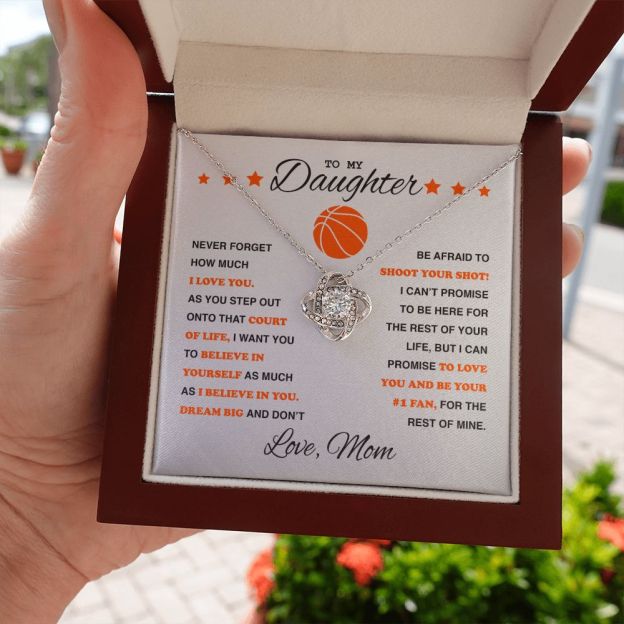 TO MY
Daughter
NEVER FORGET
HOW MUCH
I LOVE YOU.
AS YOU STEP OUT
ONTO THAT COURT
OF LIFE, I WANT YOU
TO BELIEVE IN
YOURSELF AS MUCH
AS I BELIEVE IN YOU.
DREAM BIG AND DON'T
BE AFRAID TO
SHOOT YOUR SHOT!
I CAN'T PROMISE
TO BE HERE FOR
THE REST OF YOUR
LIFE, BUT I CAN
PROMISE TO LOVE
YOU AND BE YOUR
#1 FAN, FOR THE
REST OF MINE.
Love, Mom